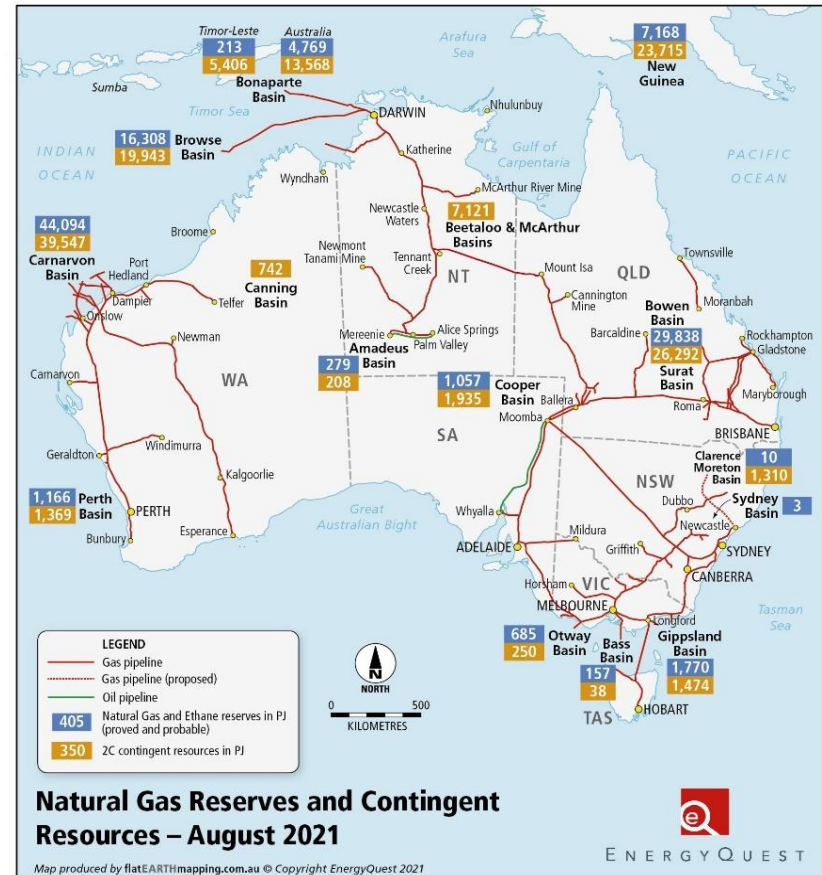 Timor-Leste
213
5,406
Australia
4,769
13,568
Bonaparte
Basin
Arafura
Sea
7,168
23,715
New
Guinea
Sumba
Timor Sea
DARWIN
Nhulunbuy
16,308
19,943
Browse
Basin
INDIAN
OCEAN
Katherine
Gulf of
Carpentaria
PACIFIC
OCEAN
Wyndham
McArthur River Mine
44,094
39,547
Carnarvon
Basin
Broome
Newcastle
Waters
7,121
Beetaloo & McArthur
Basins
Port
Hedland
742
Canning
Basin
Newmont
Tanami Mine
Tennant
Creek
NT
Mount Isa
QLD
Townsville
Dampier
Telfer
Cannington
Mine
Bowen
Basin
Moranbah
Onslow
Newman
Mereenie
Alice Springs
Palm Valley
Barcaldine
29,838
26,292
Surat
Basin
Rockhampton
Gladstone
Amadeus
Basin
279
208
Carnarvon
WA
1,057
1,935
Cooper
Basin
Ballera
Moomba
Roma
Maryborough
BRISBANE
SA
Windimurra
Geraldton
Kalgoorlie
NSW
Clarence
Moreton
Basin
10
1,310
1,166
1,369
Perth
Basin
PERTH
Great
Australian Bight
Whyalla
Dubbo
Sydney
Basin
3
Newcastle
Bunbury
Esperance
Mildura
ADELAIDE
Griffith
SYDNEY
Horsham
VIC
CANBERRA
MELBOURNE
Tasman
Sea
Longford
685
250
Otway
Basin
Bass
Basin
Gippsland
Basin
1,770
1,474
157
38
TAS
HOBART
LEGEND
Gas pipeline
Gas pipeline (proposed)
Oil pipeline
405
Natural Gas and Ethane reserves in PJ
(proved and probable)
350
2C contingent resources in PJ
N
NORTH
0 500
KILOMETRES
Natural Gas Reserves and Contingent
Resources – August 2021
Map produced by flatEARTHmapping.com.au © Copyright EnergyQuest 2021
e
ENERGYQUEST